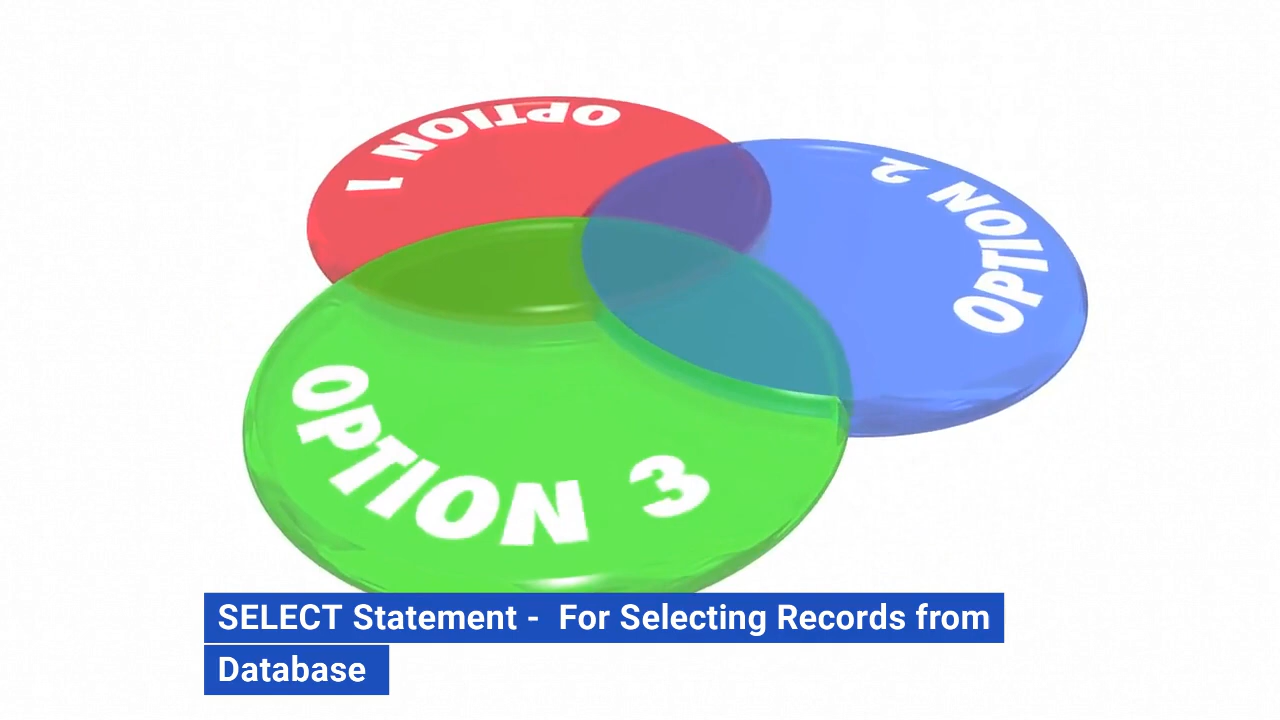 OPTION 1
OPTION 2
OPTION 3
SELECT Statement -  For Selecting Records from
Database